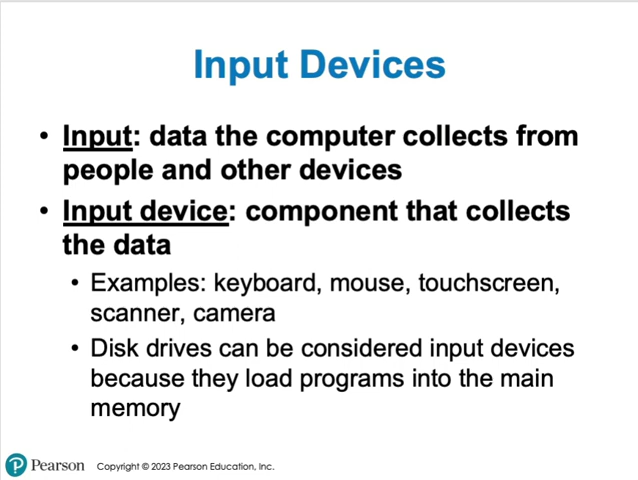 Input Devices
• Input: data the computer collects from
people and other devices
• Input device: component that collects
the data
• Examples: keyboard, mouse, touchscreen,
scanner, camera
• Disk drives can be considered input devices
because they load programs into the main
memory
P Pearson Copyright © 2023 Pearson Education, Inc.